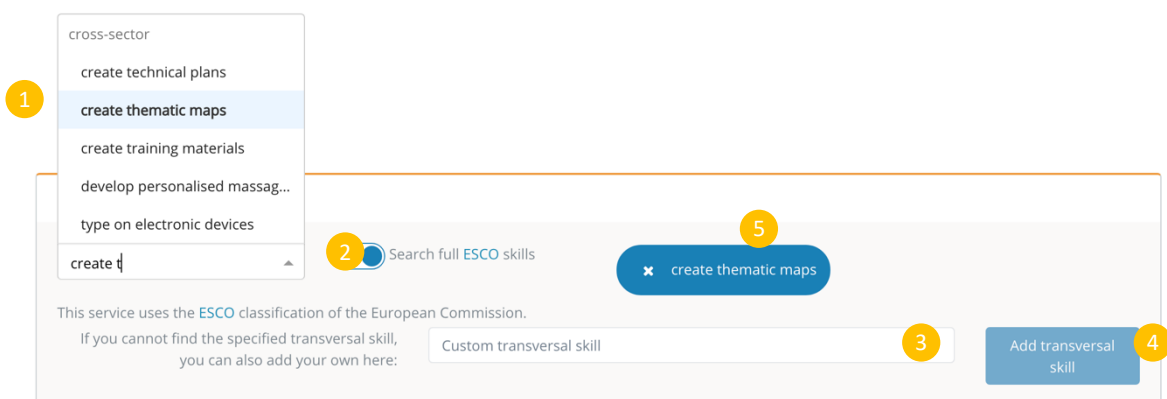 cross-sector
create technical plans
1
create thematic maps
create training materials
develop personalised massag...
type on electronic devices
5
2
Search full ESCO skills
create t
create thematic maps
This service uses the ESCO classification of the European Commission.
If you cannot find the specified transversal skill,
you can also add your own here:
Custom transversal skill
3
Add transversal
skill
4